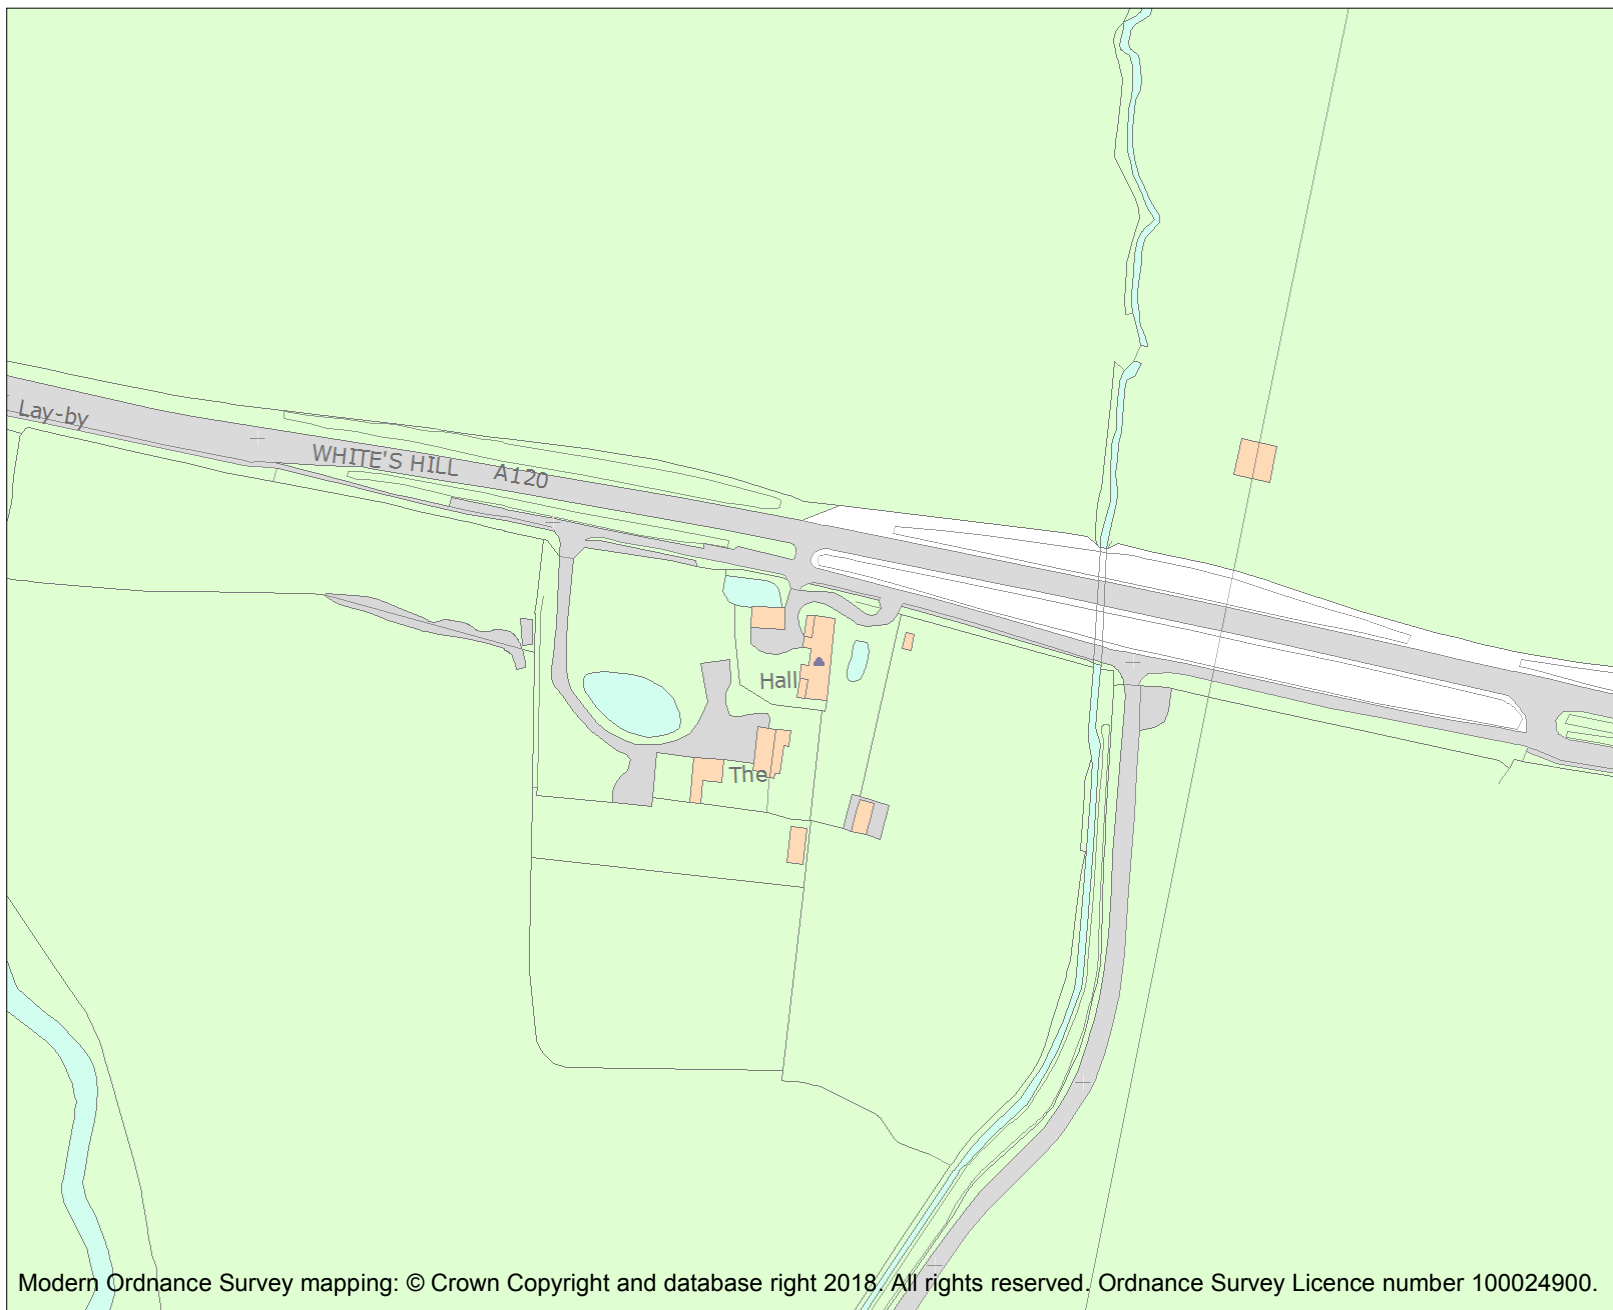 Lay-by
WHITE'S HILL A120
Hall
The
Modern Ordnance Survey mapping: © Crown Copyright and database right 2018. All rights reserved. Ordnance Survey Licence number 100024900.